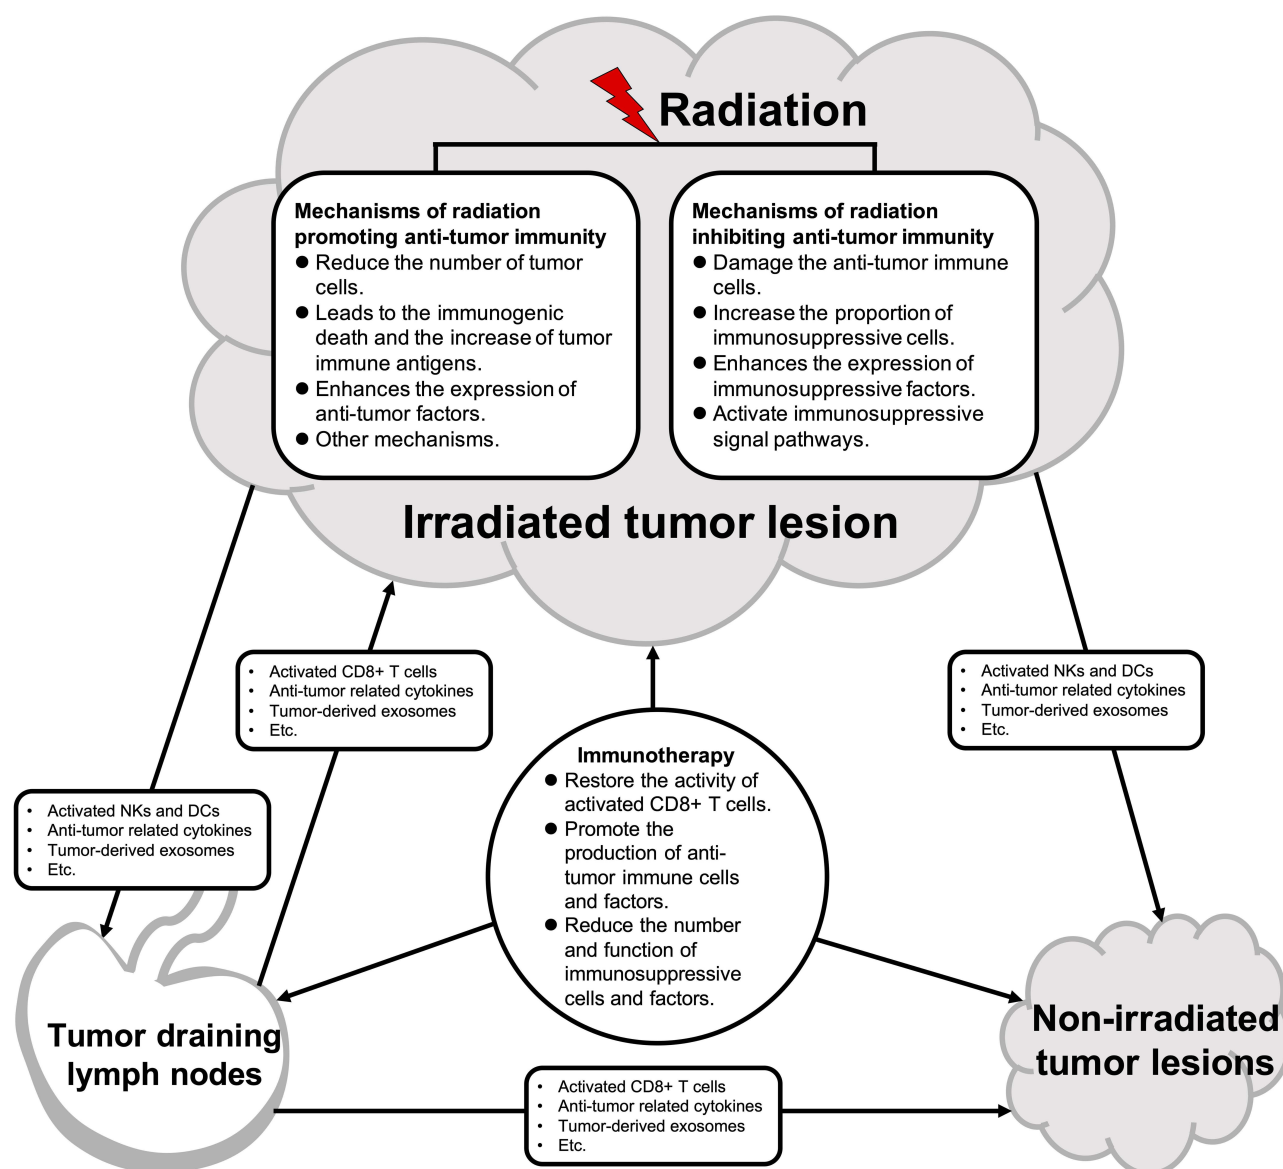 Radiation
Mechanisms of radiation
promoting anti-tumor immunity
● Reduce the number of tumor
cells.
● Leads to the immunogenic
death and the increase of tumor
immune antigens.
● Enhances the expression of
anti-tumor factors.
● Other mechanisms.
Mechanisms of radiation
inhibiting anti-tumor immunity
● Damage the anti-tumor immune
cells.
● Increase the proportion of
immunosuppressive cells.
● Enhances the expression of
immunosuppressive factors.
● Activate immunosuppressive
signal pathways.
Irradiated tumor lesion
• Activated CD8+ T cells
• Anti-tumor related cytokines
• Tumor-derived exosomes
• Etc.
• Activated NKs and DCs
• Anti-tumor related cytokines
• Tumor-derived exosomes
• Etc.
• Activated NKs and DCs
• Anti-tumor related cytokines
• Tumor-derived exosomes
• Etc.
Immunotherapy
● Restore the activity of
activated CD8+ T cells.
● Promote the
production of anti-
tumor immune cells
and factors.
● Reduce the number
and function of
immunosuppressive
cells and factors.
Tumor draining
lymph nodes
Non-irradiated
tumor lesions
• Activated CD8+ T cells
• Anti-tumor related cytokines
• Tumor-derived exosomes
• Etc.